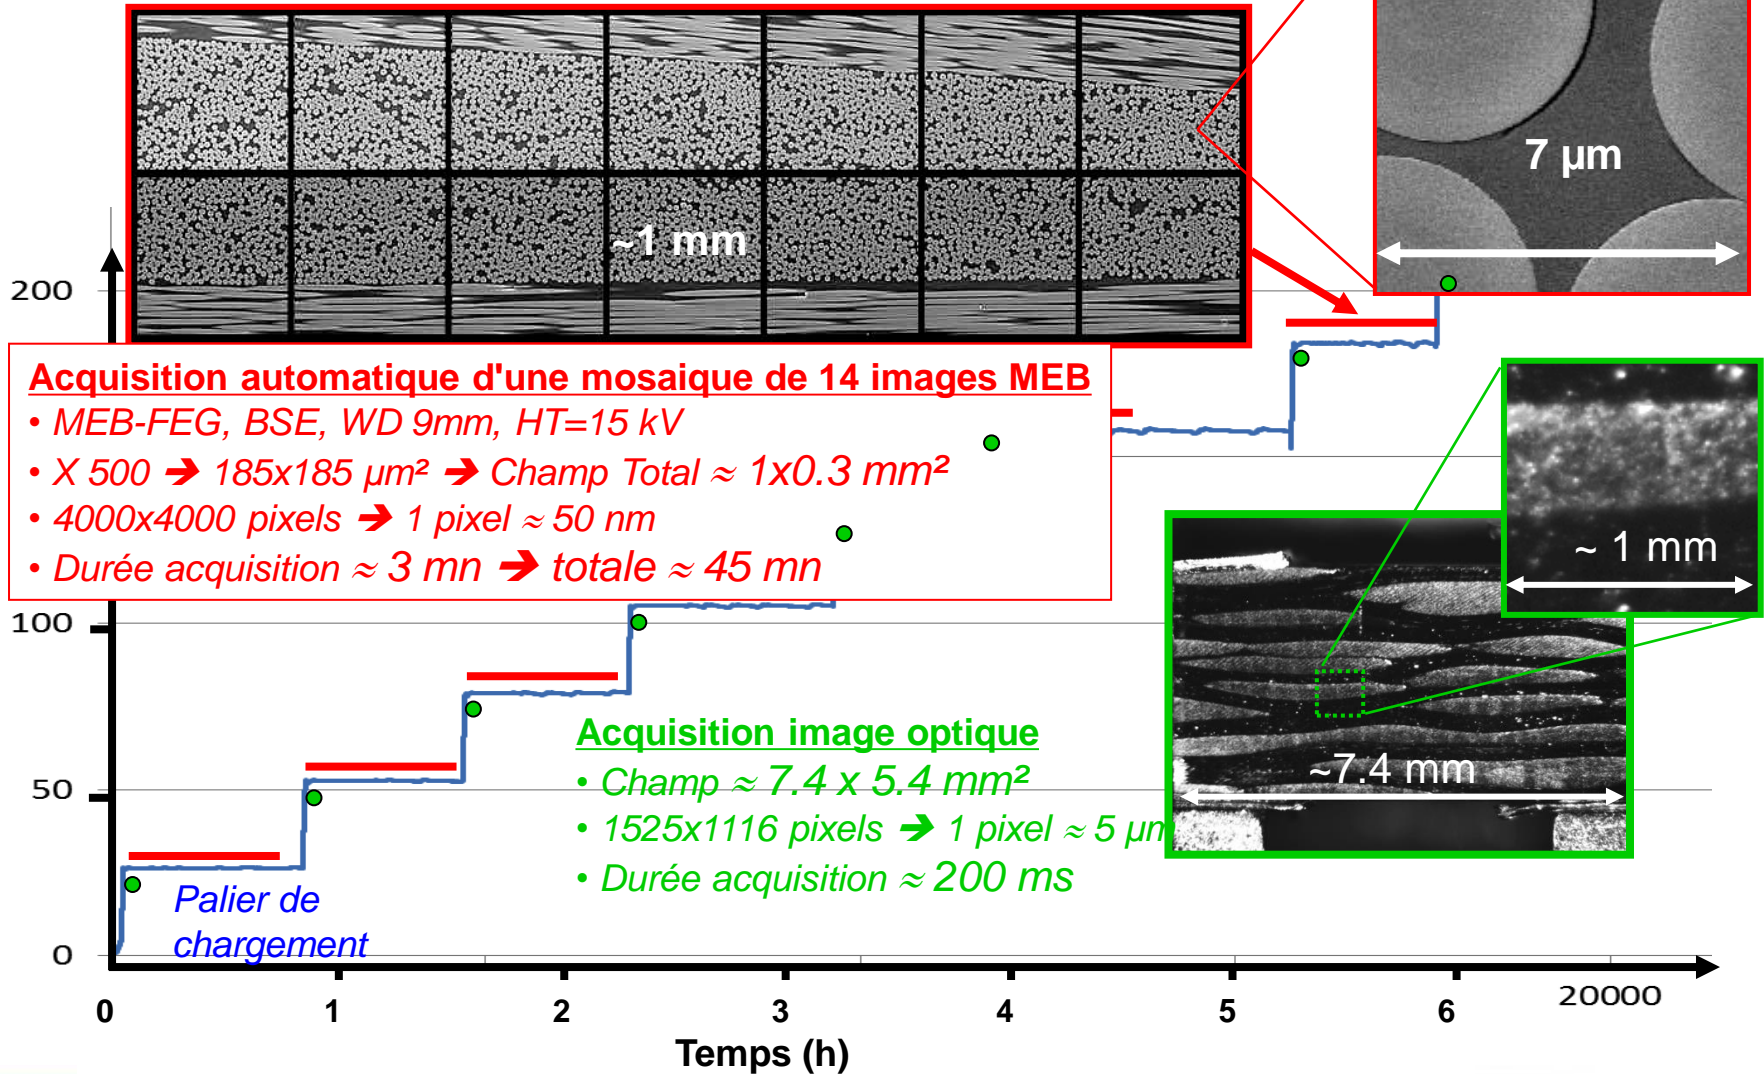 ~1 mm
7 µm
200
Acquisition automatique d'une mosaique de 14 images MEB
• MEB-FEG, BSE, WD 9mm, HT=15 kV
• X 500 ➔ 185x185 µm² ➔ Champ Total ≈ 1x0.3 mm²
• 4000x4000 pixels ➔ 1 pixel ≈ 50 nm
• Durée acquisition ≈ 3 mn ➔ totale ≈ 45 mn
~ 1 mm
100
Acquisition image optique
• Champ ≈ 7.4 x 5.4 mm²
• 1525x1116 pixels ➔ 1 pixel ≈ 5 µm
• Durée acquisition ≈ 200 ms
~7.4 mm
50
Palier de
chargement
0
0 1 2 3 4 5 6 20000
Temps (h)